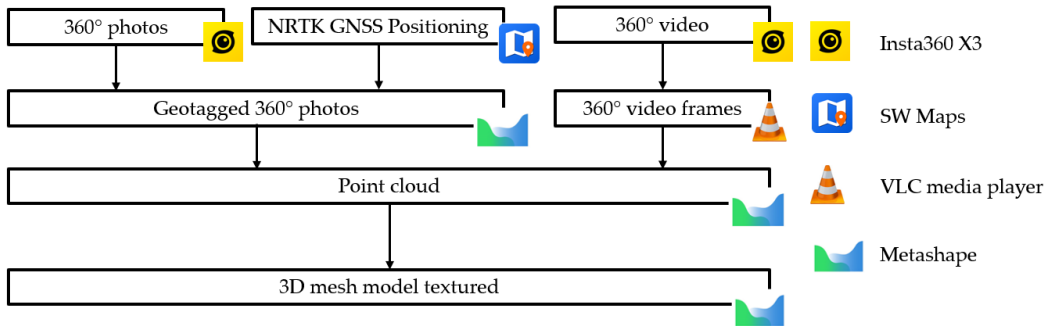 360° photos
NRTK GNSS Positioning
360° video
Insta360 X3
Geotagged 360° photos
360° video frames
SW Maps
Point cloud
VLC media player
Metashape
3D mesh model textured